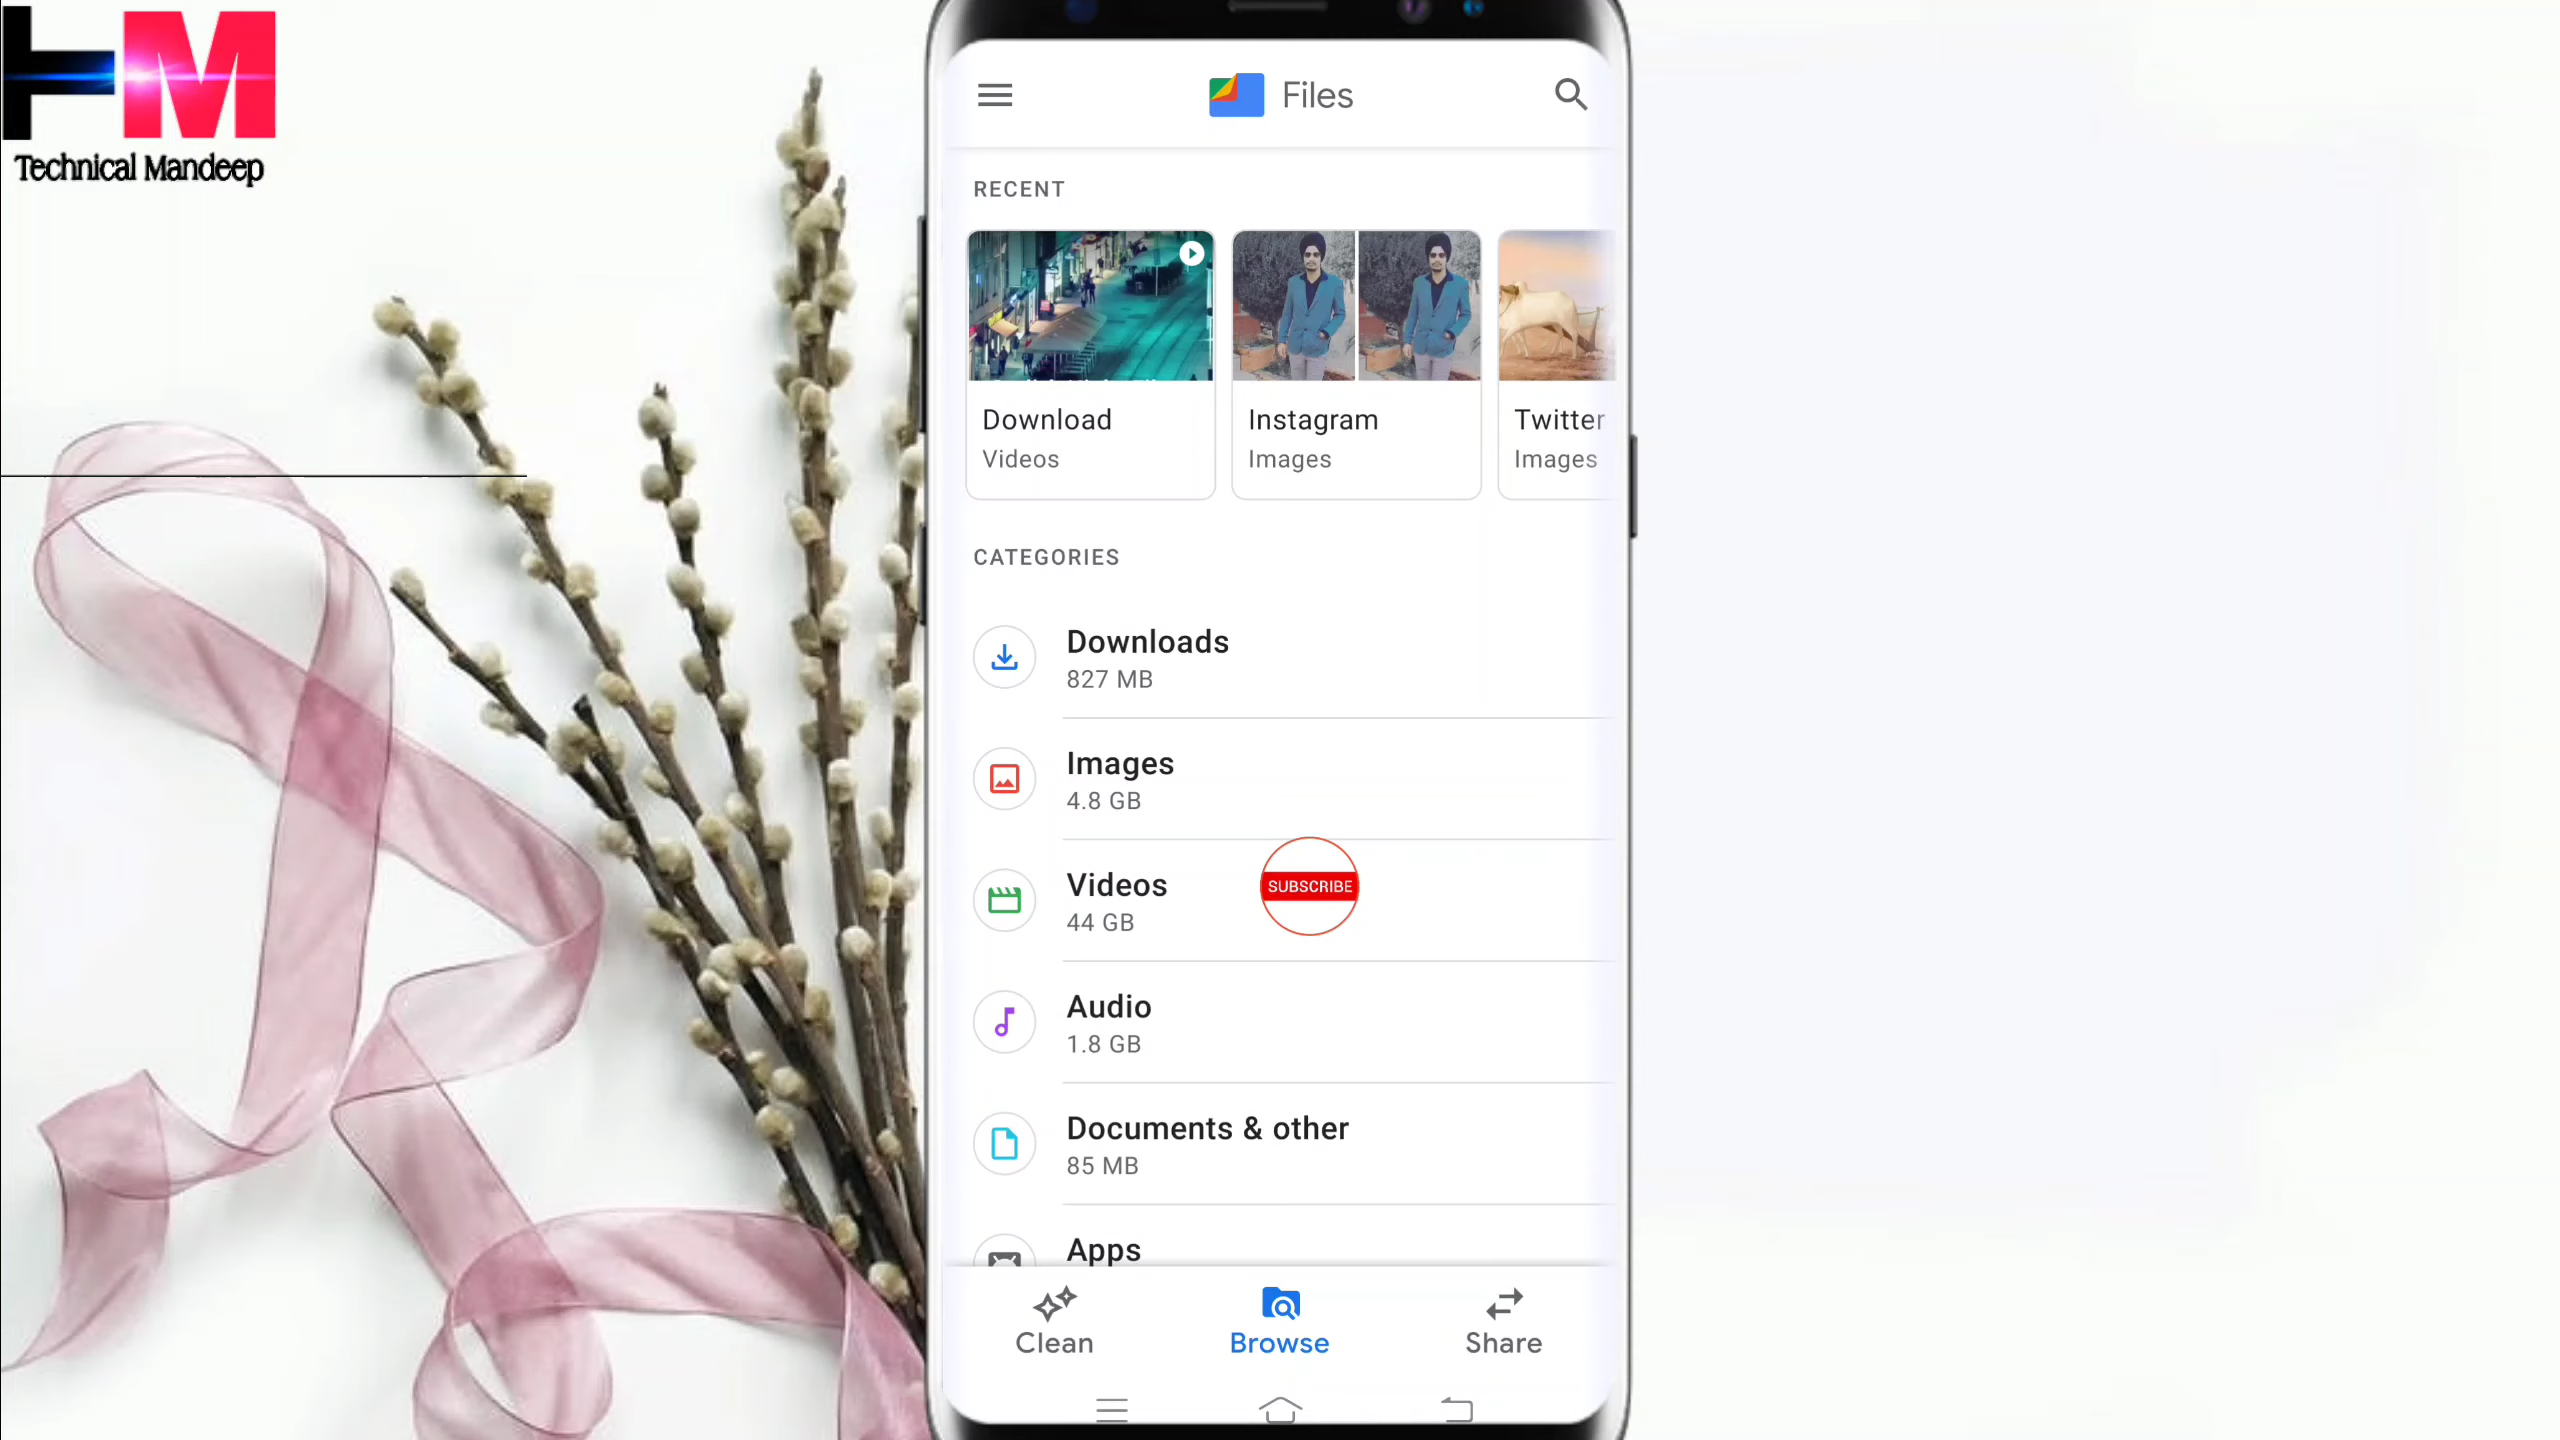 HM
Technical Mandeep
Files
RECENT
Download
Videos
Instagram
Images
Twitter
Images
CATEGORIES
Downloads
827 MB
Images
4.8 GB
Videos
44 GB
SUBSCRIBE
Audio
1.8 GB
Documents & other
85 MB
Apps
Clean
Browse
Share